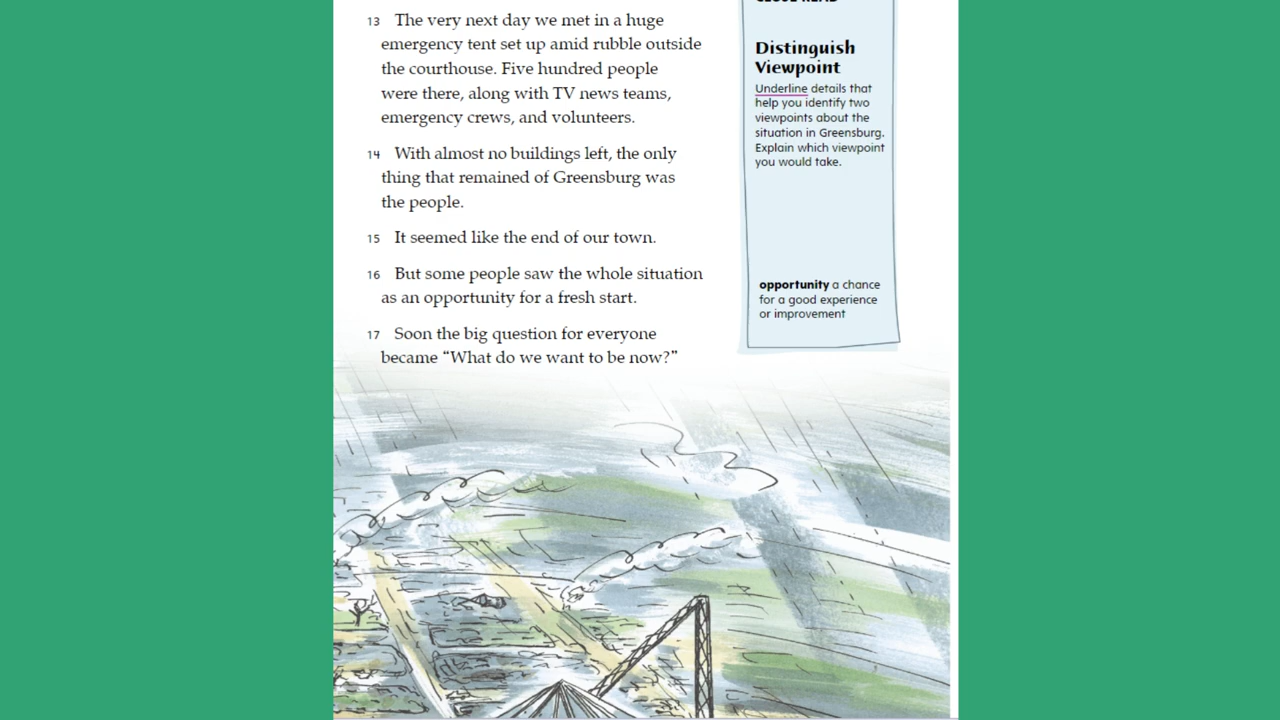 13 The very next day we met in a huge
emergency tent set up amid rubble outside
the courthouse. Five hundred people
were there, along with TV news teams,
emergency crews, and volunteers.
14 With almost no buildings left, the only
thing that remained of Greensburg was
the people.
15 It seemed like the end of our town.
16 But some people saw the whole situation
as an opportunity for a fresh start.
17 Soon the big question for everyone
became “What do we want to be now?”
CLOSE READ
Distinguish
Viewpoint
Underline details that
help you identify two
viewpoints about the
situation in Greensburg.
Explain which viewpoint
you would take.
opportunity a chance
for a good experience
or improvement